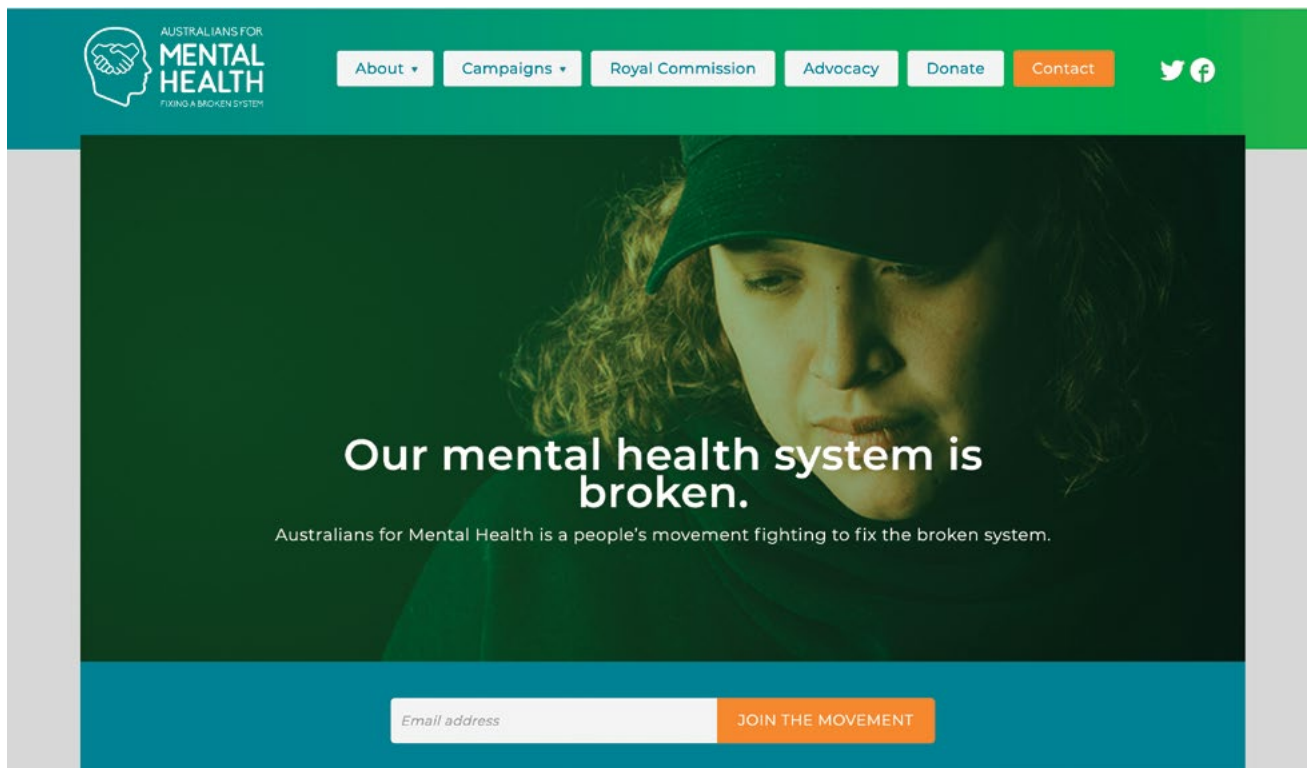 AUSTRALIANS FOR
MENTAL
HEALTH
FIXING A BROKEN SYSTEM
About
Campaigns
Royal Commission
Advocacy
Donate
Contact
Our mental health system is
broken.
Australians for Mental Health is a people's movement fighting to fix the broken system.
Email address
JOIN THE MOVEMENT